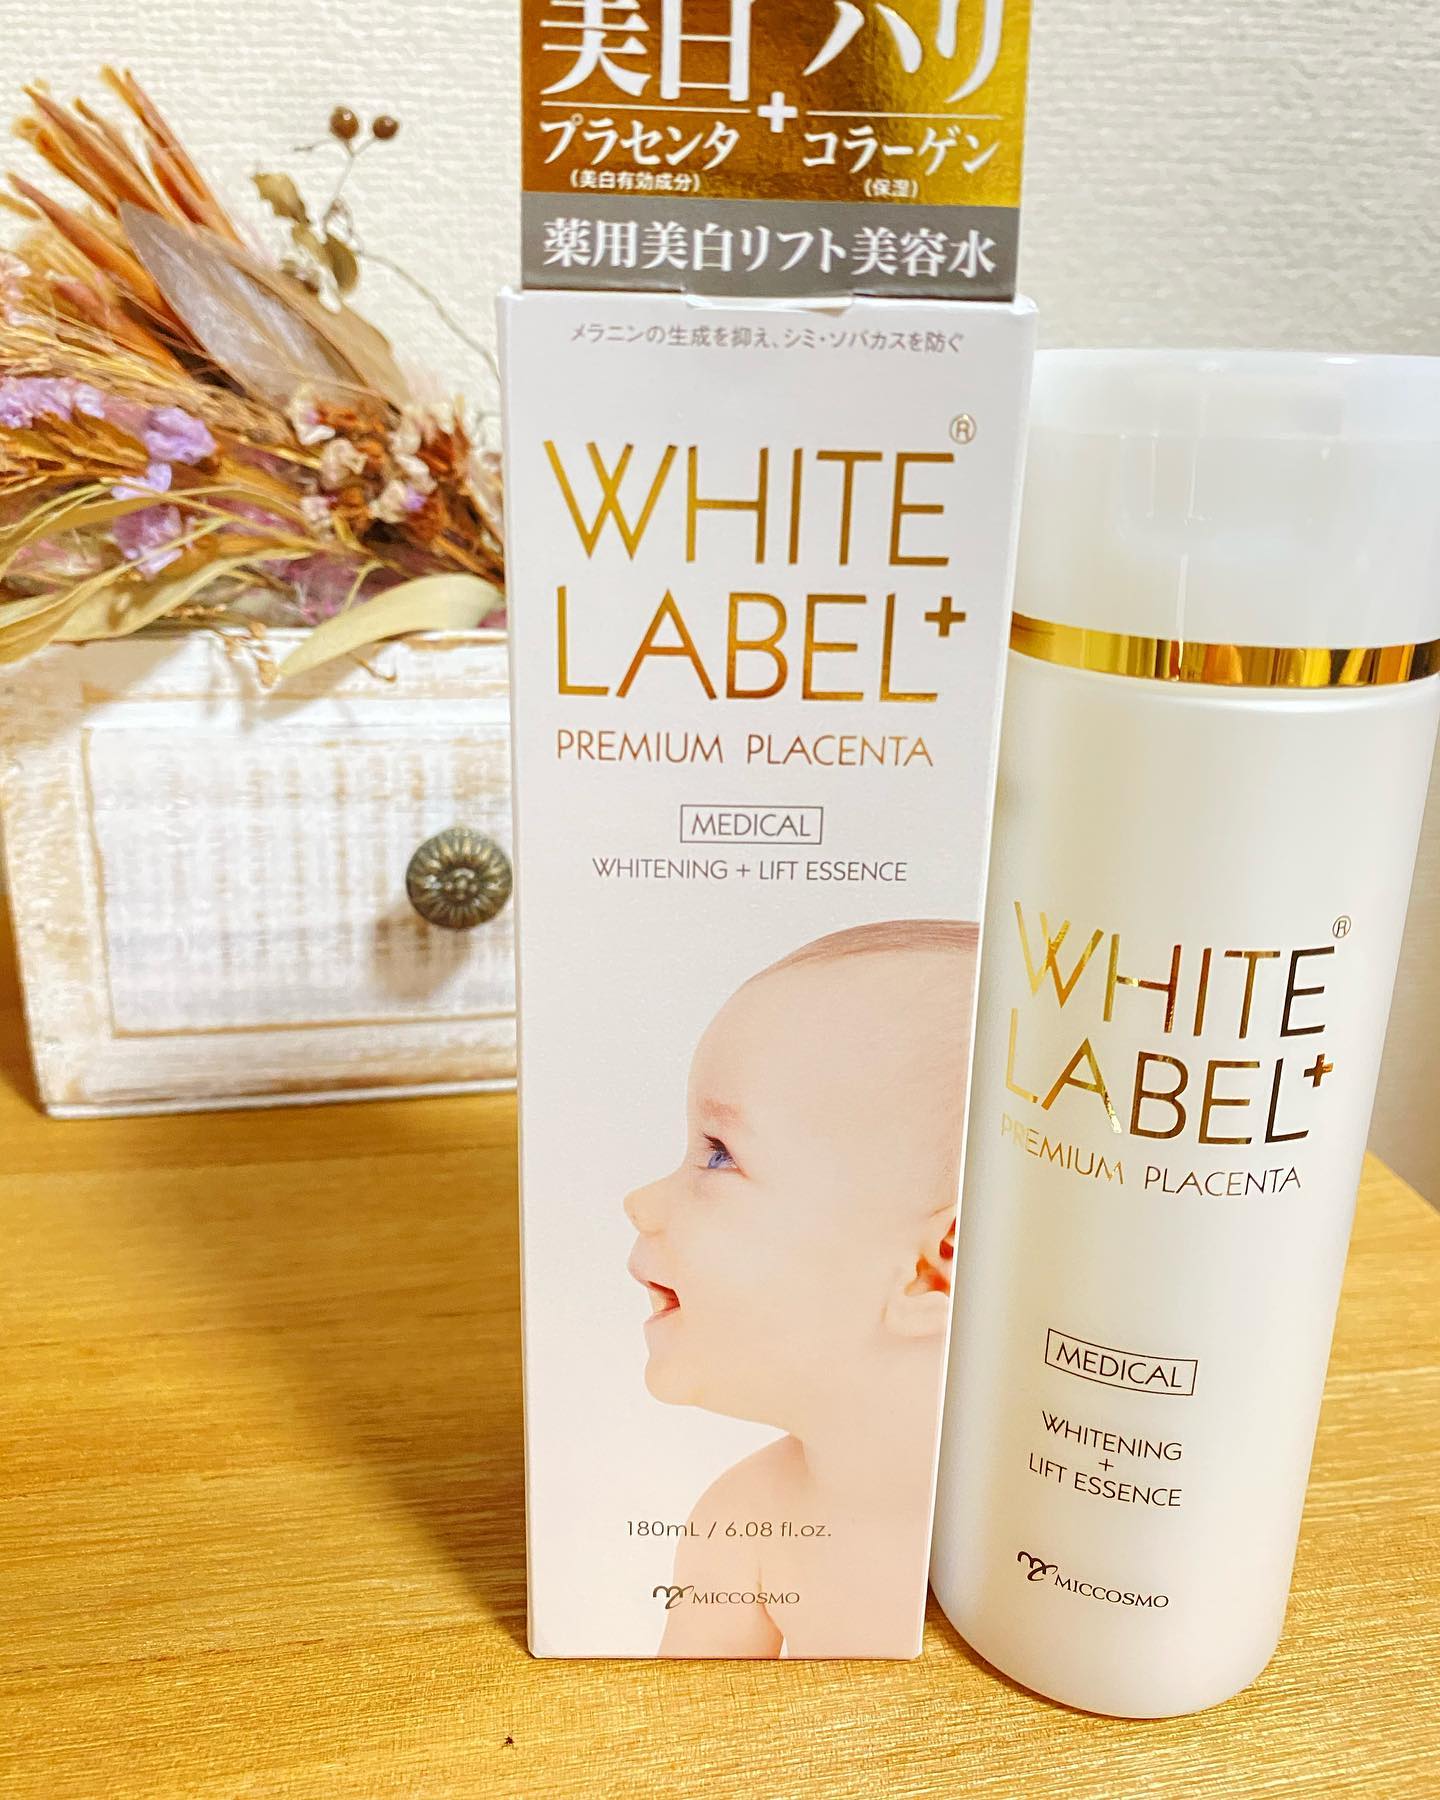 美白+ハリ
プラセンタ コラーゲン
(美白有効成分) (保湿)
薬用美白リフト美容水
メラニンの生成を抑え、シミ・ソバカスを防ぐ
WHITE®
LABEL+
PREMIUM PLACENTA
MEDICAL
WHITENING + LIFT ESSENCE
180mL / 6.08 fl.oz.
MICCOSMO
WHITE®
LABEL+
PREMIUM PLACENTA
MEDICAL
WHITENING
+
LIFT ESSENCE
MICCOSMO